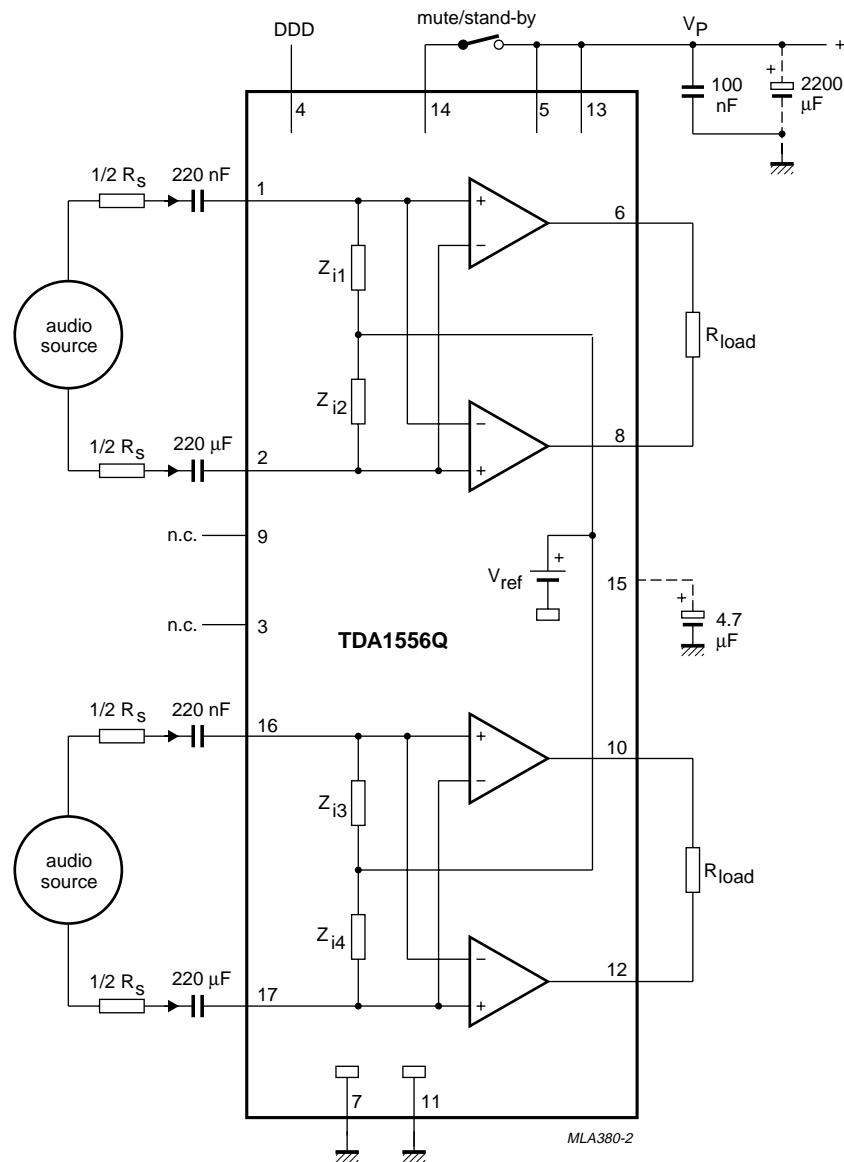 mute/stand-by
DDD
V_P
+
4
14
5
13
100 nF
+
2200 μF
1/2 R_S
220 nF
1
+
−
6
Z_i1
audio source
R_load
Z_i2
−
+
8
1/2 R_S
220 μF
2
n.c.
9
+
V_ref
15
+
4.7 μF
n.c.
3
TDA1556Q
1/2 R_S
220 nF
16
+
−
10
Z_i3
audio source
R_load
Z_i4
−
+
12
1/2 R_S
220 μF
17
7
11
MLA380-2